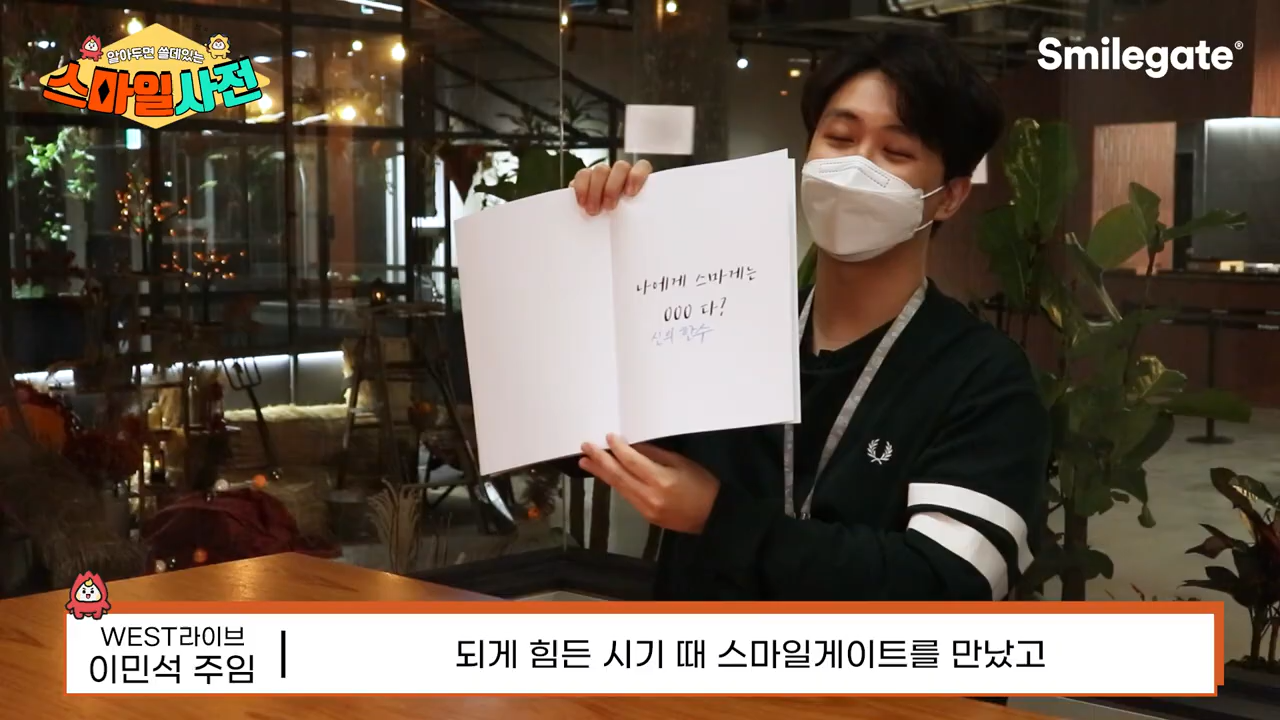 알아두면 쓸데있는
스마일사전
Smilegate®
나에게 스마게는
000 다?
신의 한수
WEST라이브
이민석 주임
되게 힘든 시기 때 스마일게이트를 만났고